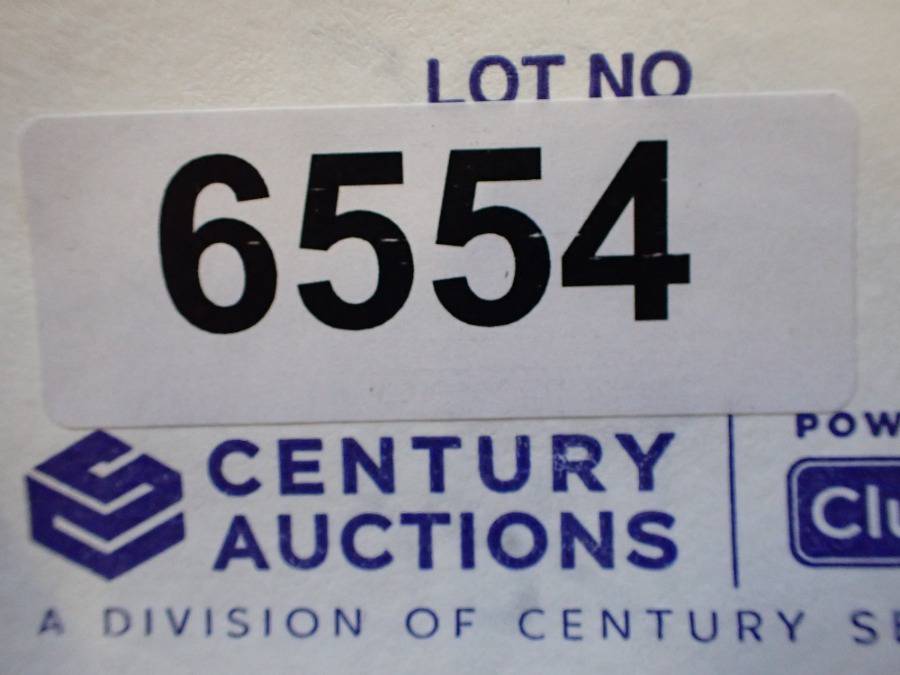 LOT NO
6554
CENTURY
AUCTIONS
A DIVISION OF CENTURY